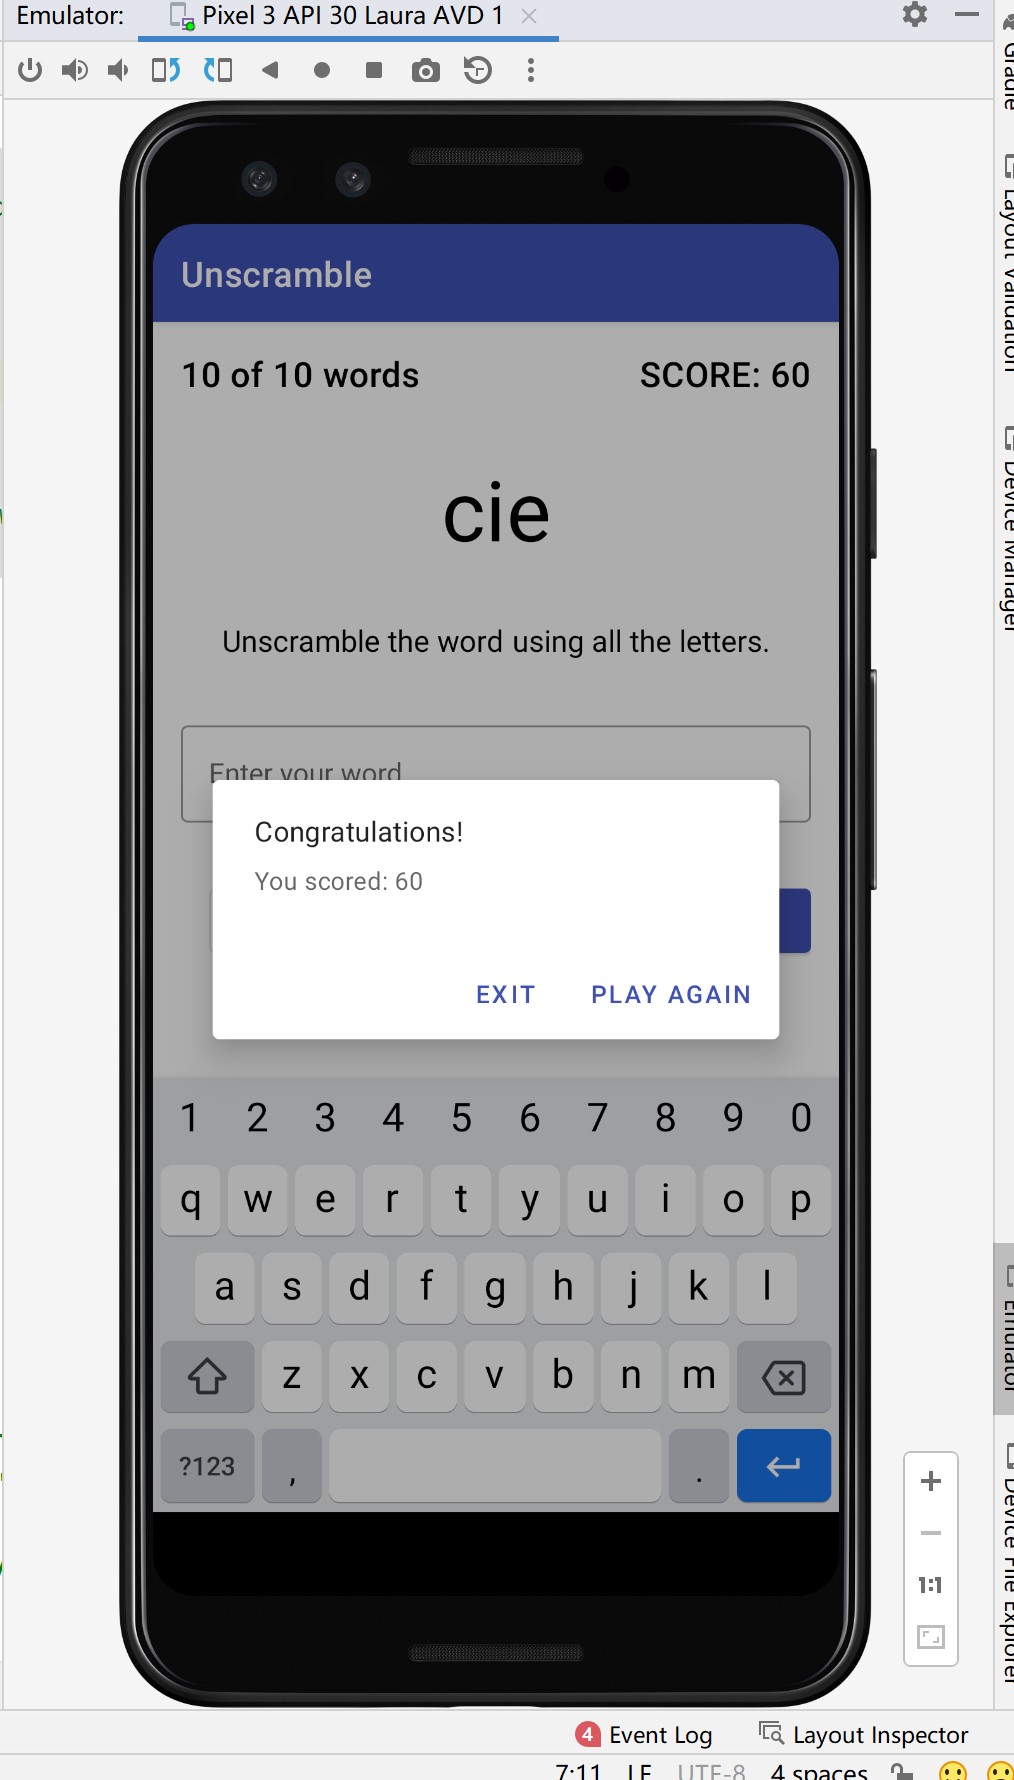 Emulator: Pixel 3 API 30 Laura AVD 1
Gradle
Layout Validation
Device Manager
Unscramble
10 of 10 words SCORE: 60
cie
Unscramble the word using all the letters.
Enter your word
Congratulations!
You scored: 60
EXIT PLAY AGAIN
1 2 3 4 5 6 7 8 9 0
q w e r t y u i o p
a s d f g h j k l
z x c v b n m
?123 , .
Emulator
1:1
Device File Explorer
4 Event Log Layout Inspector
7:11 LF UTF-8 4 spaces